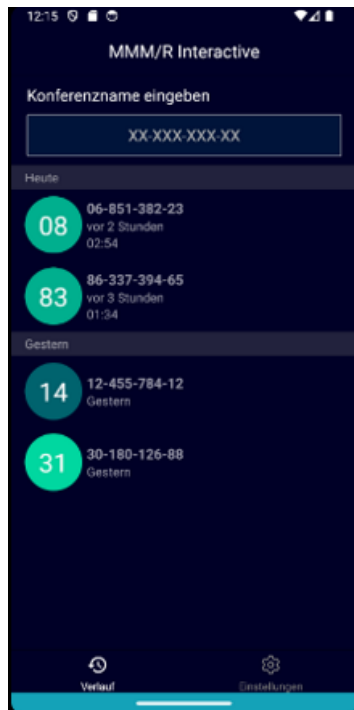 12:15
MMM/R Interactive
Konferenzname eingeben
XX-XXX-XXX-XX
Heute
08
06-851-382-23
vor 2 Stunden
02:54
83
86-337-394-65
vor 3 Stunden
01:34
Gestern
14
12-455-784-12
Gestern
31
30-180-126-88
Gestern
Verlauf Einstellungen